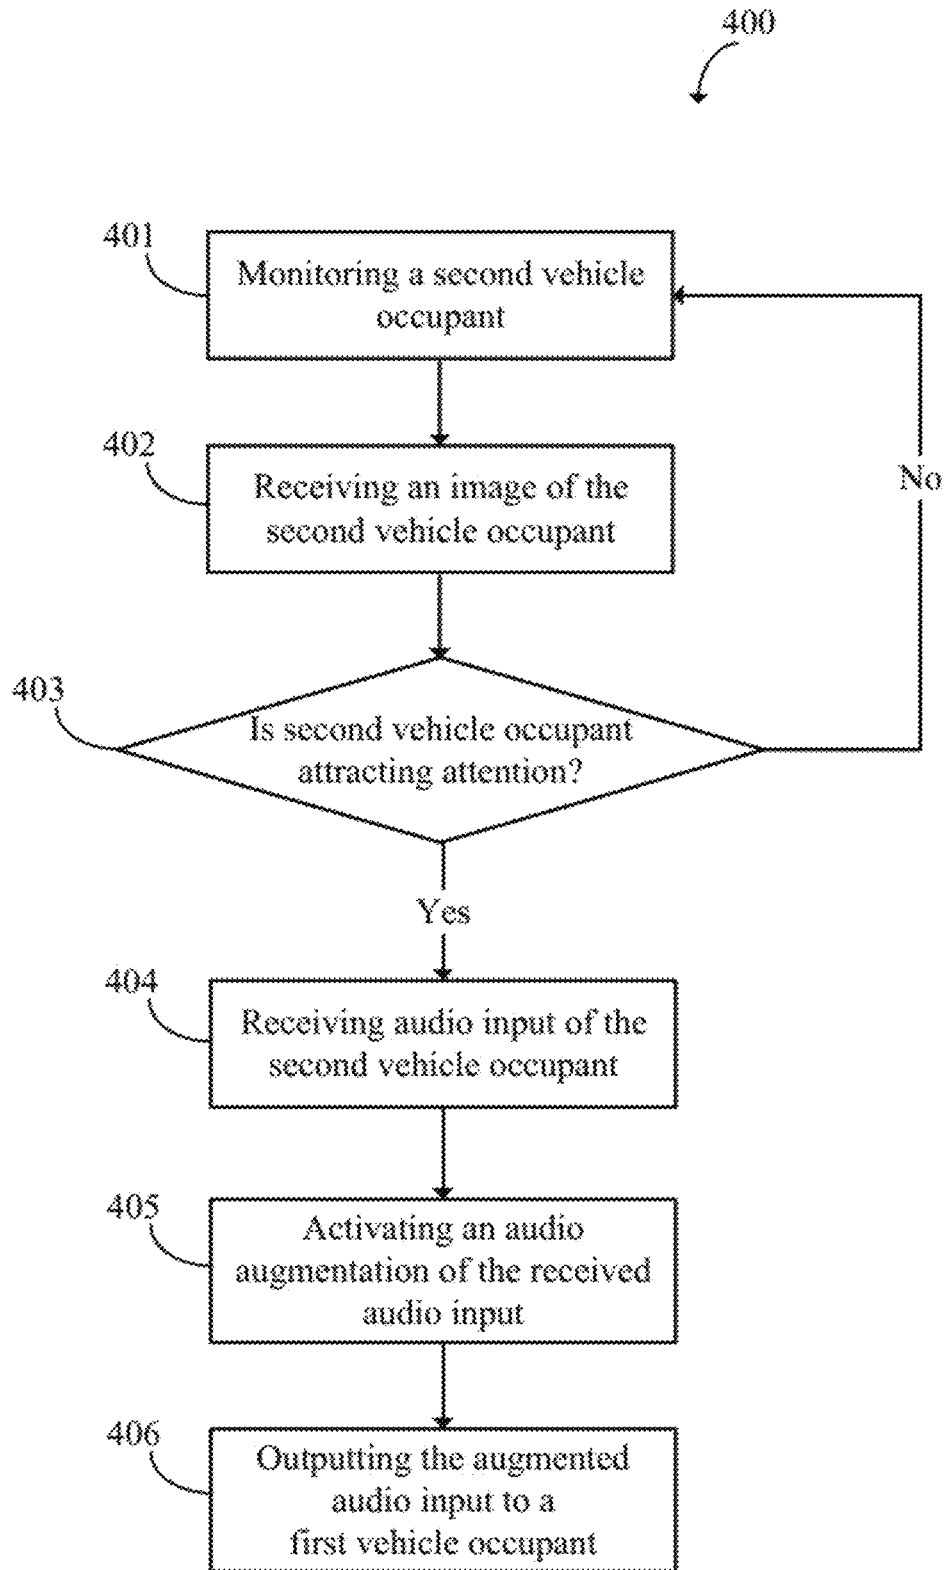 400
401
Monitoring a second vehicle
occupant
402
Receiving an image of the
second vehicle occupant
No
403
Is second vehicle occupant
attracting attention?
Yes
404
Receiving audio input of the
second vehicle occupant
405
Activating an audio
augmentation of the received
audio input
406
Outputting the augmented
audio input to a
first vehicle occupant